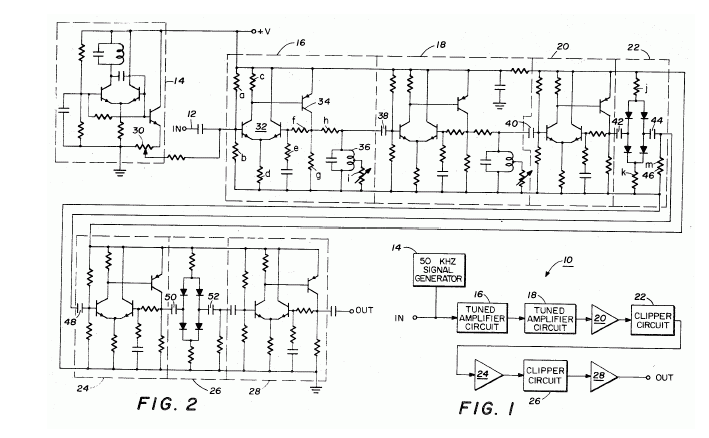 +V
16
18
20
22
14
a
c
34
j
12
f
h
38
40
42
44
IN
32
30
e
36
m
b
d
g
i
k
46
48
50
52
OUT
24
26
28
FIG. 2
14
50 KHZ
SIGNAL
GENERATOR
10
16
18
22
IN
TUNED
AMPLIFIER
CIRCUIT
TUNED
AMPLIFIER
CIRCUIT
20
CLIPPER
CIRCUIT
24
CLIPPER
CIRCUIT
28
OUT
26
FIG. 1